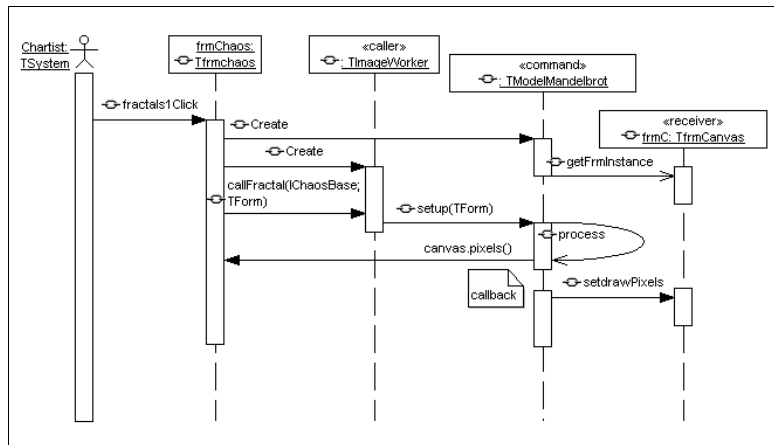 Chartist:
TSystem
frmChaos:
Tfrmchaos
«caller»
: TImageWorker
«command»
: TModelMandelbrot
«receiver»
frmC: TfrmCanvas
fractals1Click
Create
getFrmInstance
Create
callFractal(IChaosBase;
TForm)
setup(TForm)
process
canvas.pixels()
callback
setdrawPixels